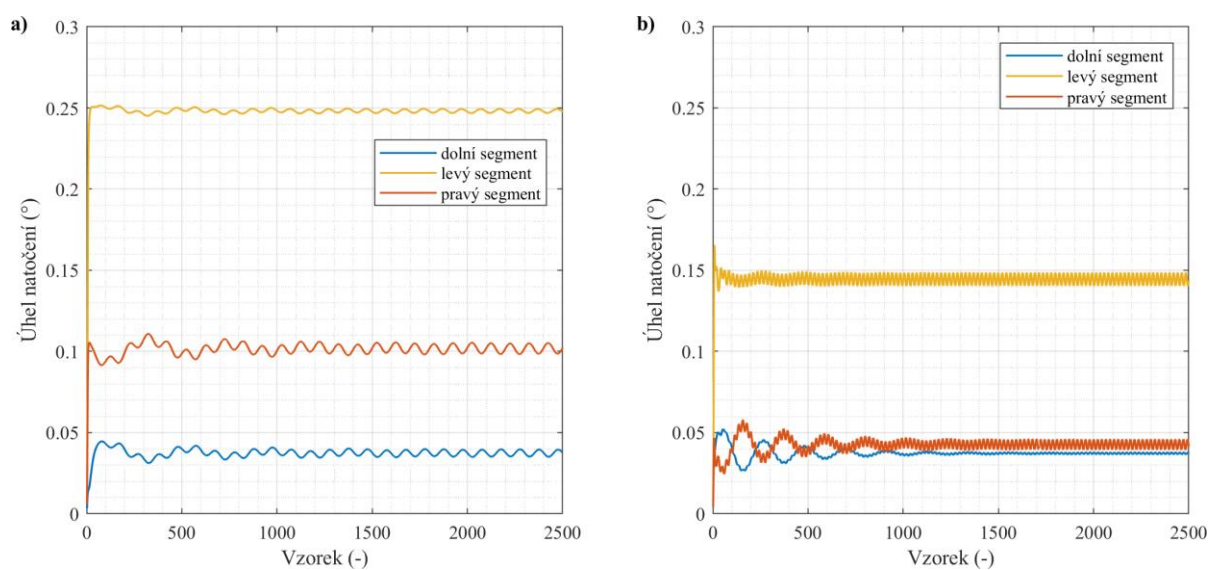 a)
0.3
0.25
0.2
0.15
0.1
0.05
0
Úhel natočení (°)
dolní segment
levý segment
pravý segment
0 500 1000 1500 2000 2500
Vzorek (-)
b)
0.3
0.25
0.2
0.15
0.1
0.05
0
Úhel natočení (°)
dolní segment
levý segment
pravý segment
0 500 1000 1500 2000 2500
Vzorek (-)